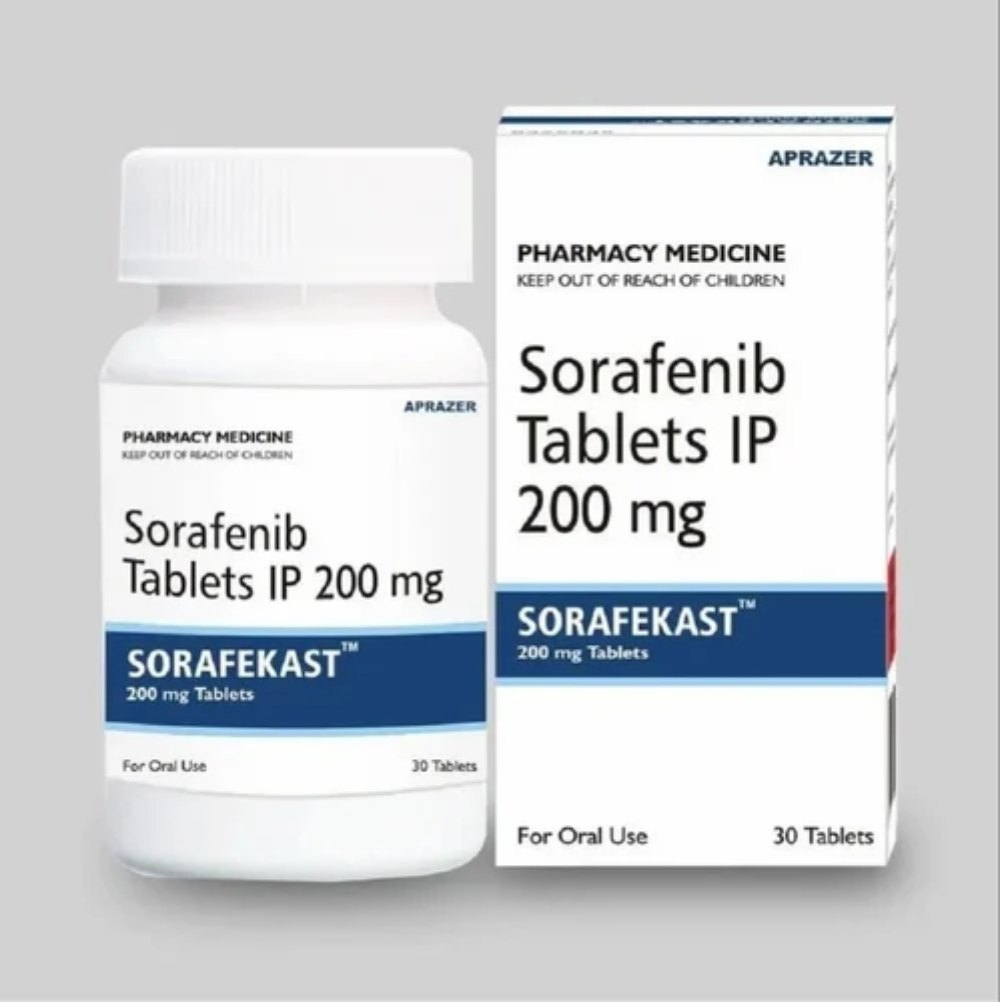 APRAZER
PHARMACY MEDICINE
KEEP OUT OF REACH OF CHILDREN
Sorafenib
Tablets IP 200 mg
SORAFEKAST™
200 mg Tablets
For Oral Use
30 Tablets
APRAZER
PHARMACY MEDICINE
KEEP OUT OF REACH OF CHILDREN
Sorafenib
Tablets IP
200 mg
SORAFEKAST™
200 mg Tablets
For Oral Use
30 Tablets